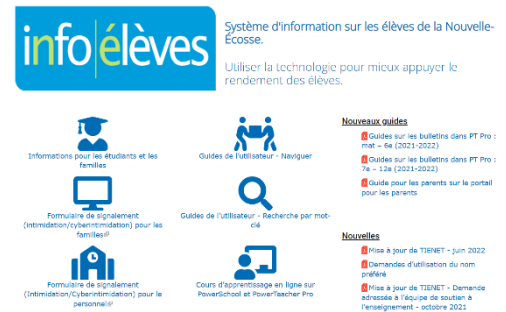 info|élèves
Système d'information sur les élèves de la Nouvelle-
Écosse.
Utiliser la technologie pour mieux appuyer le
rendement des élèves.
Informations pour les étudiants et les
familles
Guides de l'utilisateur - Naviguer
Formulaire de signalement
(intimidation/cyberintimidation) pour les
familles
Guides de l'utilisateur - Recherche par mot-
clé
Formulaire de signalement
(Intimidation/Cyberintimidation) pour le
personnel
Cours d'apprentissage en ligne sur
PowerSchool et PowerTeacher Pro
Nouveaux guides
Guides sur les bulletins dans PT Pro :
mat – 6e (2021-2022)
Guides sur les bulletins dans PT Pro :
7e – 12e (2021-2022)
Guide pour les parents sur le portail
pour les parents
Nouvelles
Mise à jour de TIENET - juin 2022
Demandes d'utilisation du nom
préféré
Mise à jour de TIENET - Demande
adressée à l'équipe de soutien à
l'enseignement - octobre 2021